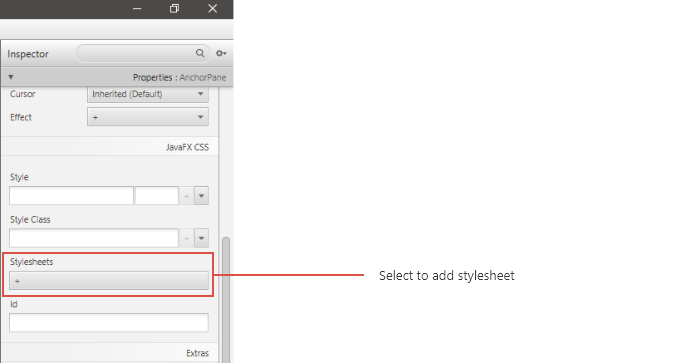 Inspector
Properties : AnchorPane
Cursor
Inherited (Default)
Effect
+
JavaFX CSS
Style
+
Style Class
+
Stylesheets
+
Select to add stylesheet
Id
Extras